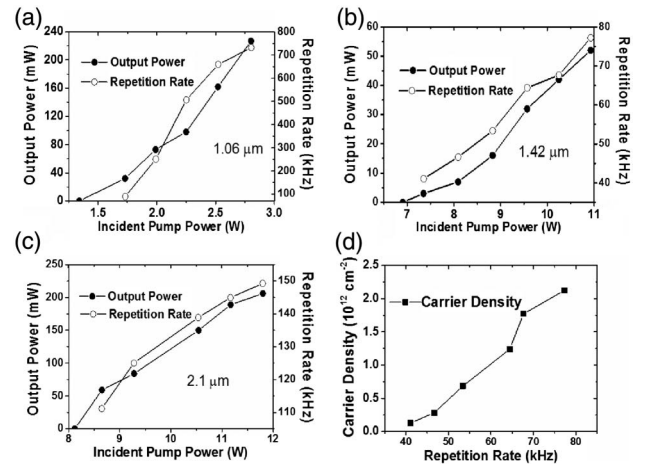 (a)
240
200
160
120
80
40
0
Output Power (mW)
Output Power
Repetition Rate
1.06 μm
800
700
600
500
400
300
200
100
Repetition Rate (kHz)
1.5 2.0 2.5 3.0
Incident Pump Power (W)
(b)
60
50
40
30
20
10
0
Output Power (mW)
Output Power
Repetition Rate
1.42 μm
80
70
60
50
40
Repetition Rate (kHz)
7 8 9 10 11
Incident Pump Power (W)
(c)
250
200
150
100
50
0
Output Power (mW)
Output Power
Repetition Rate
2.1 μm
150
140
130
120
110
Repetition Rate (kHz)
8 9 10 11 12
Incident Pump Power (W)
(d)
2.5
2.0
1.5
1.0
0.5
0.0
Carrier Density (10¹² cm⁻²)
Carrier Density
40 50 60 70 80
Repetition Rate (kHz)